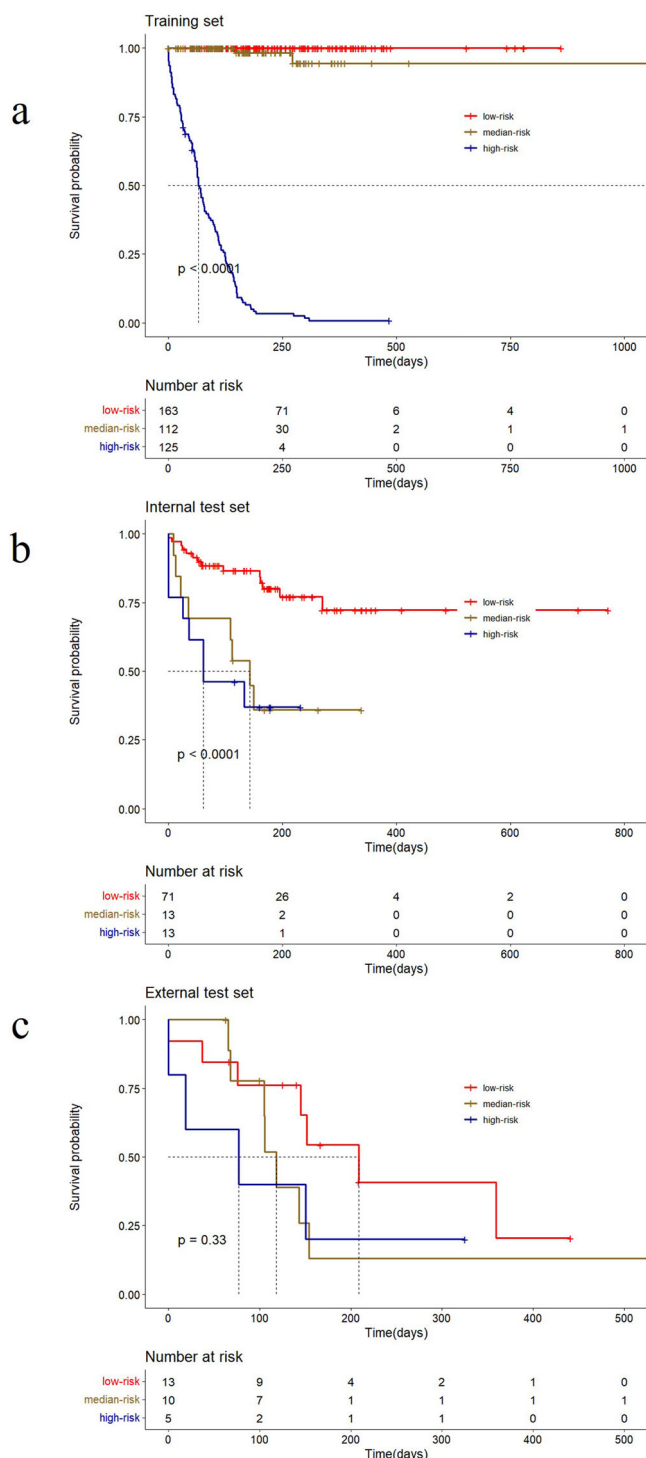 a
Training set
Survival probability
1.00
0.75
0.50
0.25
0.00
low-risk
median-risk
high-risk
p < 0.0001
0 250 500 750 1000
Time(days)
Number at risk
low-risk 163 71 6 4 0
median-risk 112 30 2 1 1
high-risk 125 4 0 0 0
0 250 500 750 1000
Time(days)
b
Internal test set
Survival probability
1.00
0.75
0.50
0.25
0.00
low-risk
median-risk
high-risk
p < 0.0001
0 200 400 600 800
Time(days)
Number at risk
low-risk 71 26 4 2 0
median-risk 13 2 0 0 0
high-risk 13 1 0 0 0
0 200 400 600 800
Time(days)
c
External test set
Survival probability
1.00
0.75
0.50
0.25
0.00
low-risk
median-risk
high-risk
p = 0.33
0 100 200 300 400 500
Time(days)
Number at risk
low-risk 13 9 4 2 1 0
median-risk 10 7 1 1 1 1
high-risk 5 2 1 1 0 0
0 100 200 300 400 500
Time(days)